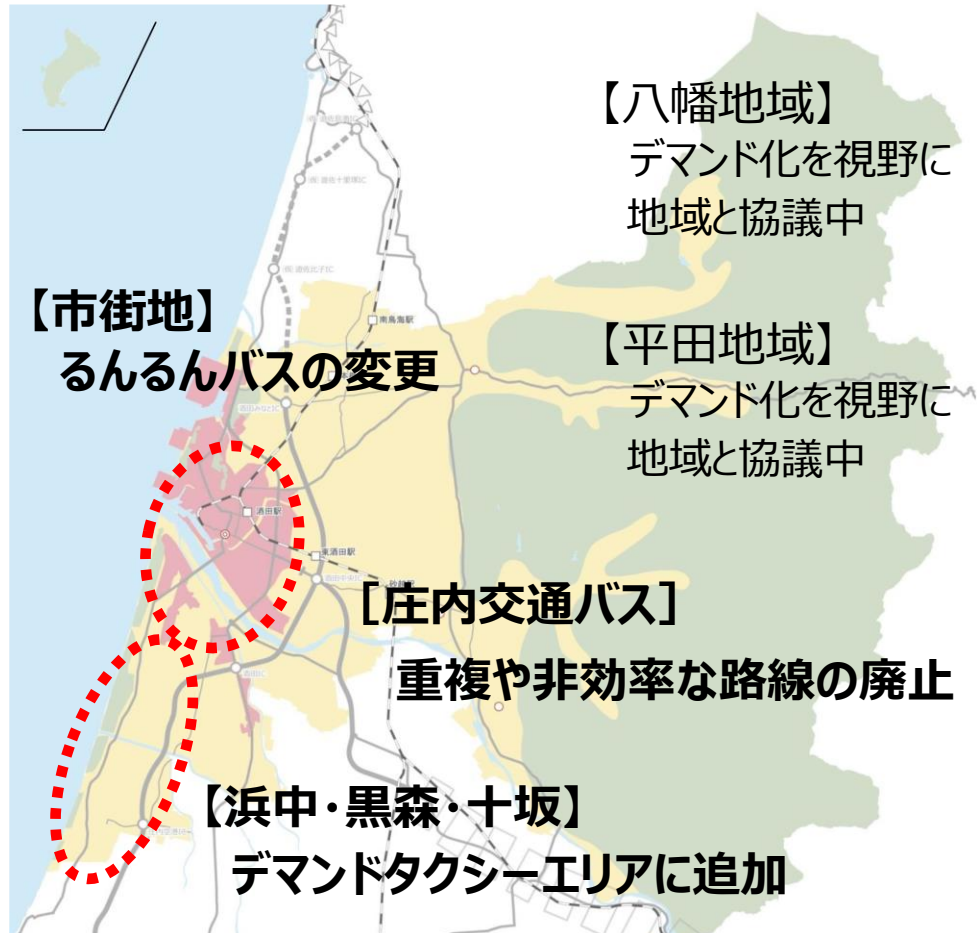 【八幡地域】
デマンド化を視野に
地域と協議中
【市街地】
るんるんバスの変更
【平田地域】
デマンド化を視野に
地域と協議中
南鳥海駅
酒田駅
東酒田駅
［庄内交通バス］
重複や非効率な路線の廃止
【浜中・黒森・十坂】
デマンドタクシーエリアに追加